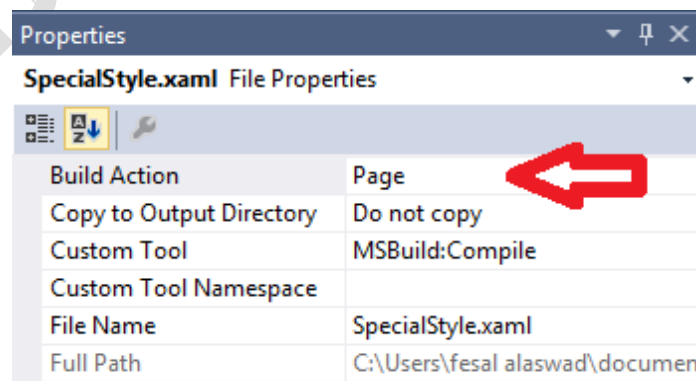 Properties
SpecialStyle.xaml File Properties
Build Action Page
Copy to Output Directory Do not copy
Custom Tool MSBuild:Compile
Custom Tool Namespace
File Name SpecialStyle.xaml
Full Path C:\Users\fesal alaswad\documen